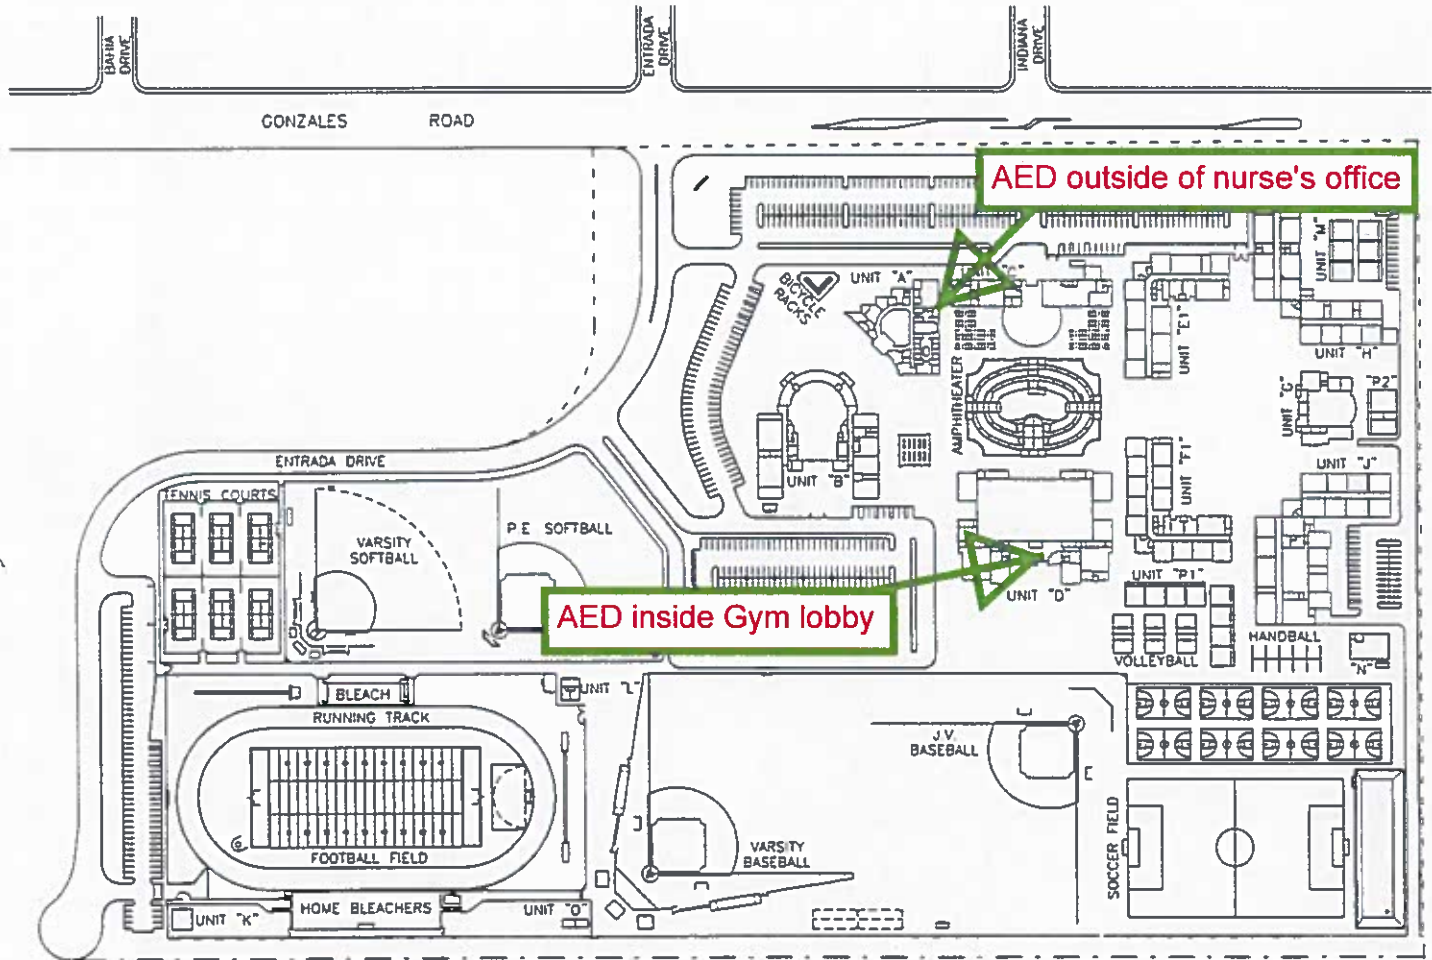 BAHIA
DRIVE
ENTRADA
DRIVE
INDIANA
DRIVE
GONZALES ROAD
AED outside of nurse's office
UNIT "A"
BICYCLE
RACKS
UNIT "M"
UNIT "E1"
UNIT "H"
AMPHITHEATER
"P2"
ENTRADA DRIVE
UNIT "B"
UNIT "F1"
UNIT "J"
TENNIS COURTS
VARSITY
SOFTBALL
P.E. SOFTBALL
AED inside Gym lobby
UNIT "D"
UNIT "P1"
VOLLEYBALL
HANDBALL
"N"
BLEACH
UNIT "L"
RUNNING TRACK
J.V.
BASEBALL
FOOTBALL FIELD
VARSITY
BASEBALL
SOCCER FIELD
UNIT "K"
HOME BLEACHERS
UNIT "O"